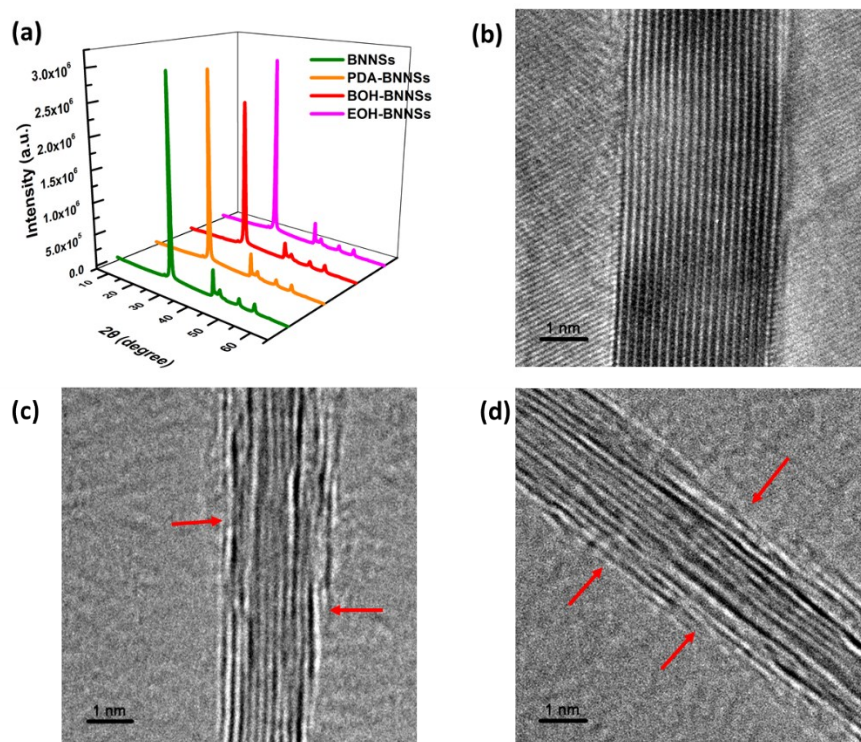 (a)
BNNSs
PDA-BNNSs
BOH-BNNSs
EOH-BNNSs
Intensity (a.u.)
3.0x10⁶
2.5x10⁶
2.0x10⁶
1.5x10⁶
1.0x10⁶
5.0x10⁵
0.0
10
20
30
40
50
60
2θ (degree)
(b)
1 nm
(c)
1 nm
(d)
1 nm